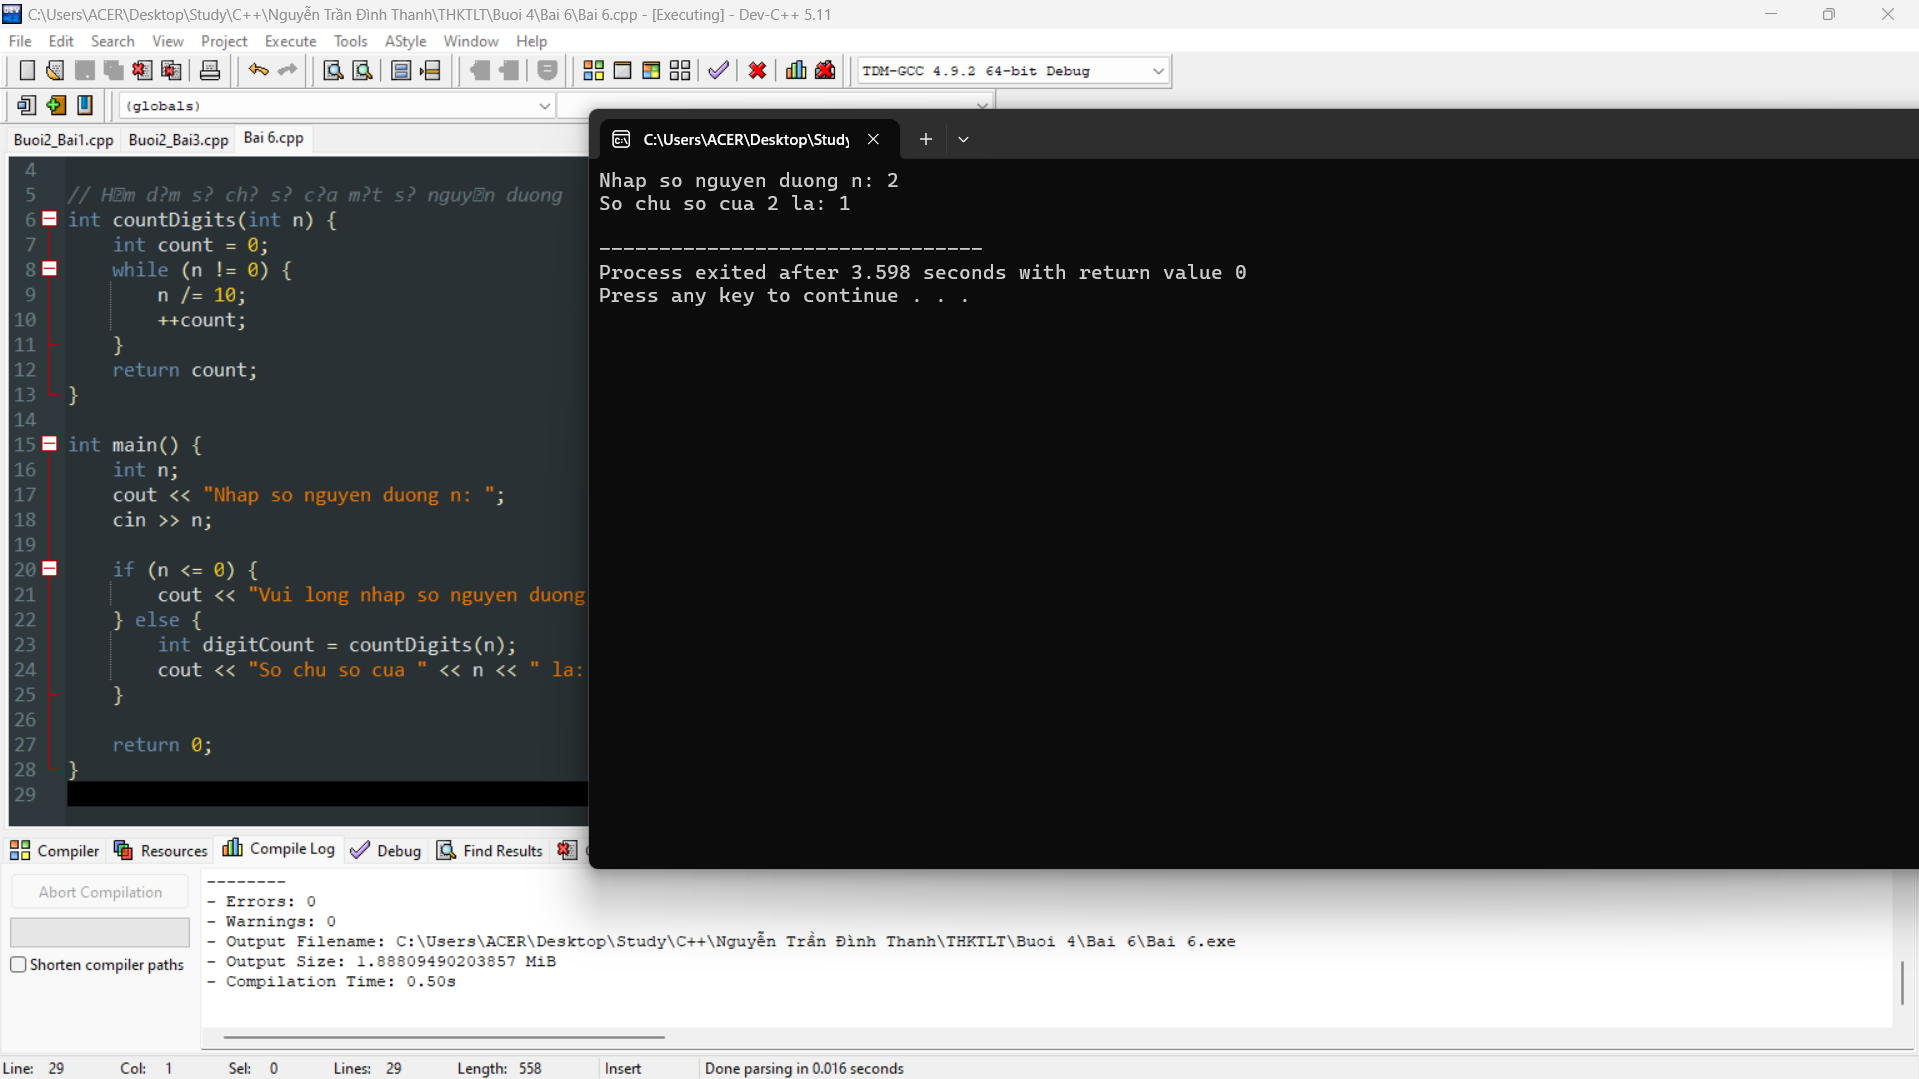 C:\Users\ACER\Desktop\Study\C++\Nguyễn Trần Đình Thanh\THKTLT\Buoi 4\Bai 6\Bai 6.cpp - [Executing] - Dev-C++ 5.11
File Edit Search View Project Execute Tools AStyle Window Help
TDM-GCC 4.9.2 64-bit Debug
(globals)
Buoi2_Bai1.cpp Buoi2_Bai3.cpp Bai 6.cpp
4
5 // H m d?m s? ch? s? c?a m?t s? nguy n duong
6 int countDigits(int n) {
7 int count = 0;
8 while (n != 0) {
9 n /= 10;
10 ++count;
11 }
12 return count;
13 }
14
15 int main() {
16 int n;
17 cout << "Nhap so nguyen duong n: ";
18 cin >> n;
19
20 if (n <= 0) {
21 cout << "Vui long nhap so nguyen duong
22 } else {
23 int digitCount = countDigits(n);
24 cout << "So chu so cua " << n << " la:
25 }
26
27 return 0;
28 }
29
C:\Users\ACER\Desktop\Study
Nhap so nguyen duong n: 2
So chu so cua 2 la: 1
--------------------------------
Process exited after 3.598 seconds with return value 0
Press any key to continue . . .
Compiler Resources Compile Log Debug Find Results
Abort Compilation
Shorten compiler paths
--------
- Errors: 0
- Warnings: 0
- Output Filename: C:\Users\ACER\Desktop\Study\C++\Nguyễn Trần Đình Thanh\THKTLT\Buoi 4\Bai 6\Bai 6.exe
- Output Size: 1.88809490203857 MiB
- Compilation Time: 0.50s
Line: 29 Col: 1 Sel: 0 Lines: 29 Length: 558 Insert Done parsing in 0.016 seconds